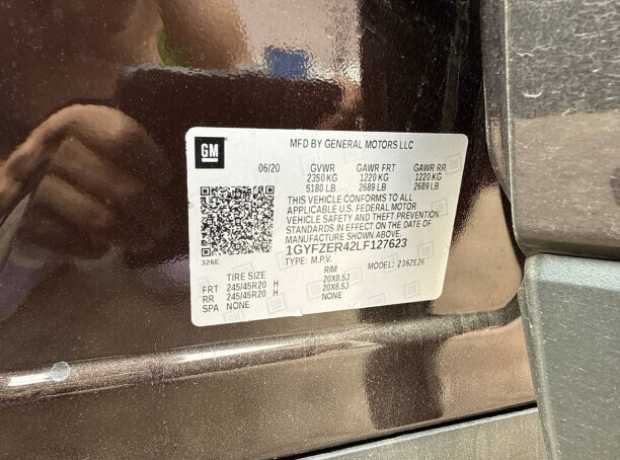 GM
MFD BY GENERAL MOTORS LLC
06/20 GVWR GAWR FRT GAWR RR
2350 KG 1220 KG 1220 KG
5180 LB 2689 LB 2689 LB
THIS VEHICLE CONFORMS TO ALL
APPLICABLE U.S. FEDERAL MOTOR
VEHICLE SAFETY AND THEFT PREVENTION
STANDARDS IN EFFECT ON THE DATE OF
MANUFACTURE SHOWN ABOVE.
1GYFZER42LF127623
TYPE: M.P.V. MODEL:
TIRE SIZE RIM
FRT 245/45R20 H 20X8.5J
RR 245/45R20 H 20X8.5J
SPA NONE NONE